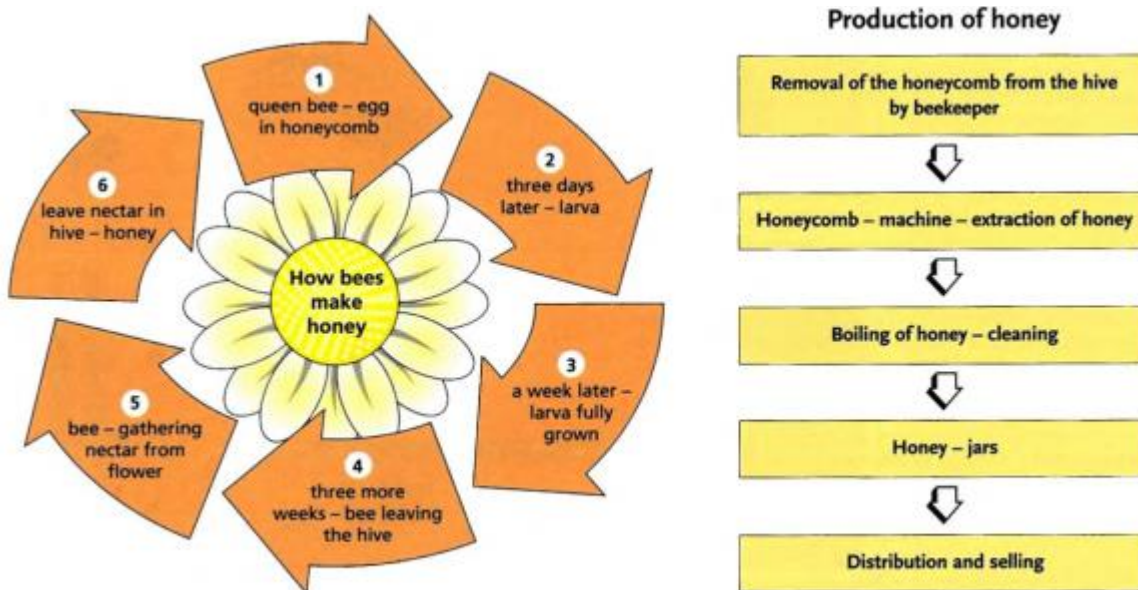 1
queen bee – egg
in honeycomb
2
three days
later – larva
3
a week later –
larva fully
grown
4
three more
weeks – bee leaving
the hive
5
bee – gathering
nectar from
flower
6
leave nectar in
hive – honey
How bees
make
honey
Production of honey
Removal of the honeycomb from the hive
by beekeeper
Honeycomb – machine – extraction of honey
Boiling of honey – cleaning
Honey – jars
Distribution and selling